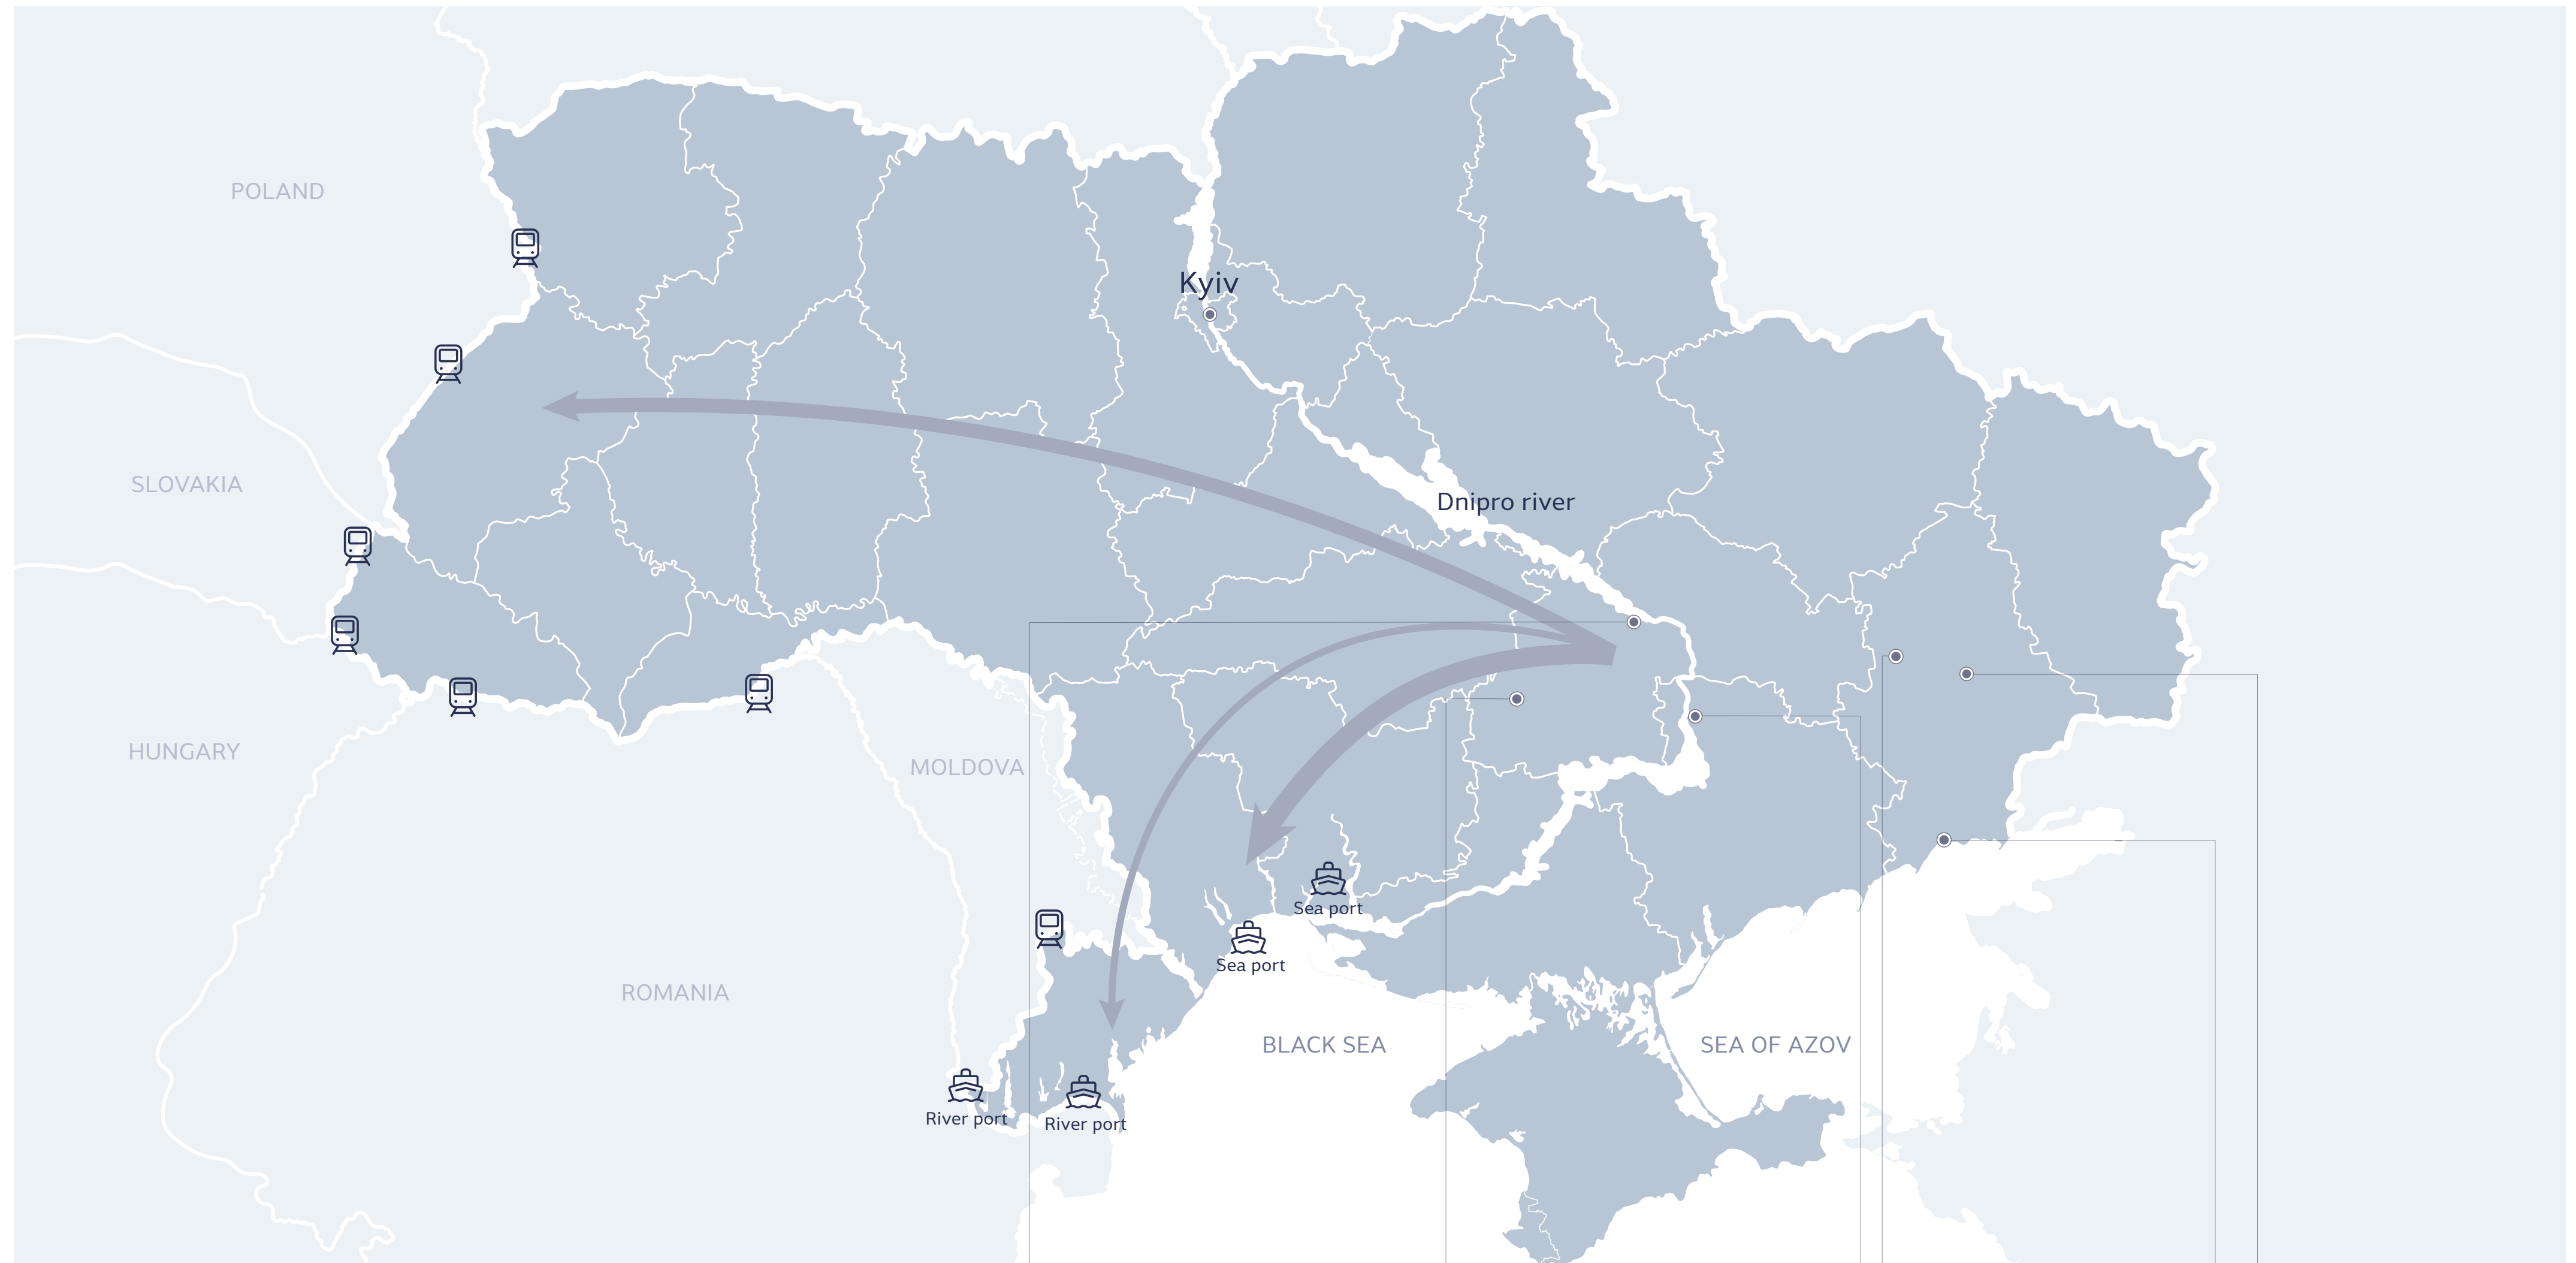 POLAND
Kyiv
SLOVAKIA
Dnipro river
HUNGARY
MOLDOVA
Sea port
Sea port
ROMANIA
BLACK SEA
SEA OF AZOV
River port
River port